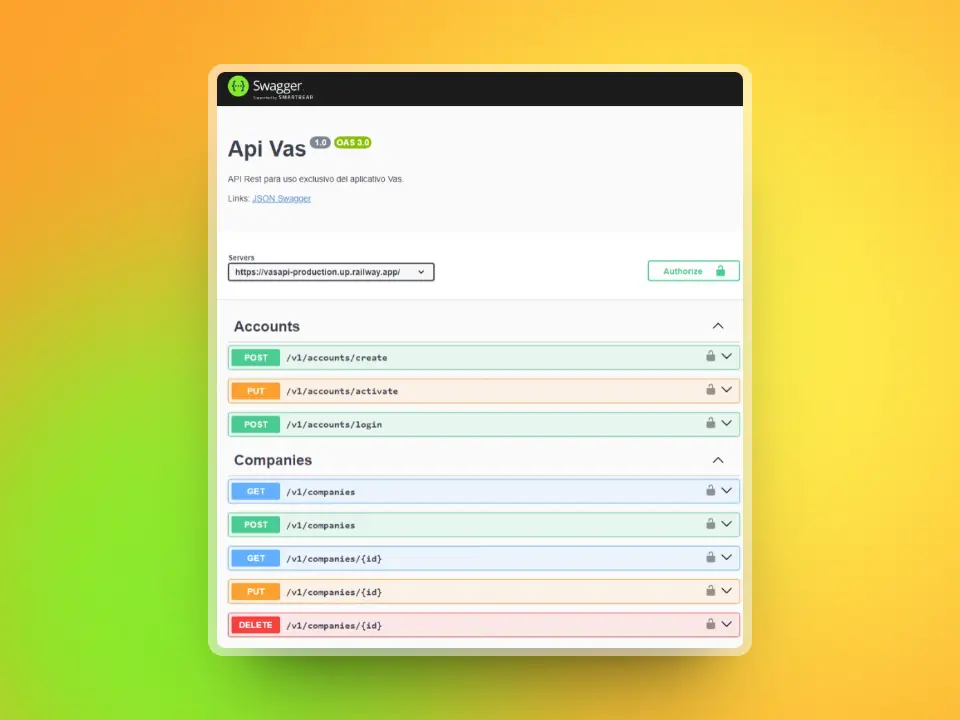 Swagger
Supported by SMARTBEAR
Api Vas 1.0 OAS 3.0
API Rest para uso exclusivo del aplicativo Vas.
Links: JSON Swagger
Servers
https://vasapi-production.up.railway.app/
Authorize
Accounts
POST /v1/accounts/create
PUT /v1/accounts/activate
POST /v1/accounts/login
Companies
GET /v1/companies
POST /v1/companies
GET /v1/companies/{id}
PUT /v1/companies/{id}
DELETE /v1/companies/{id}